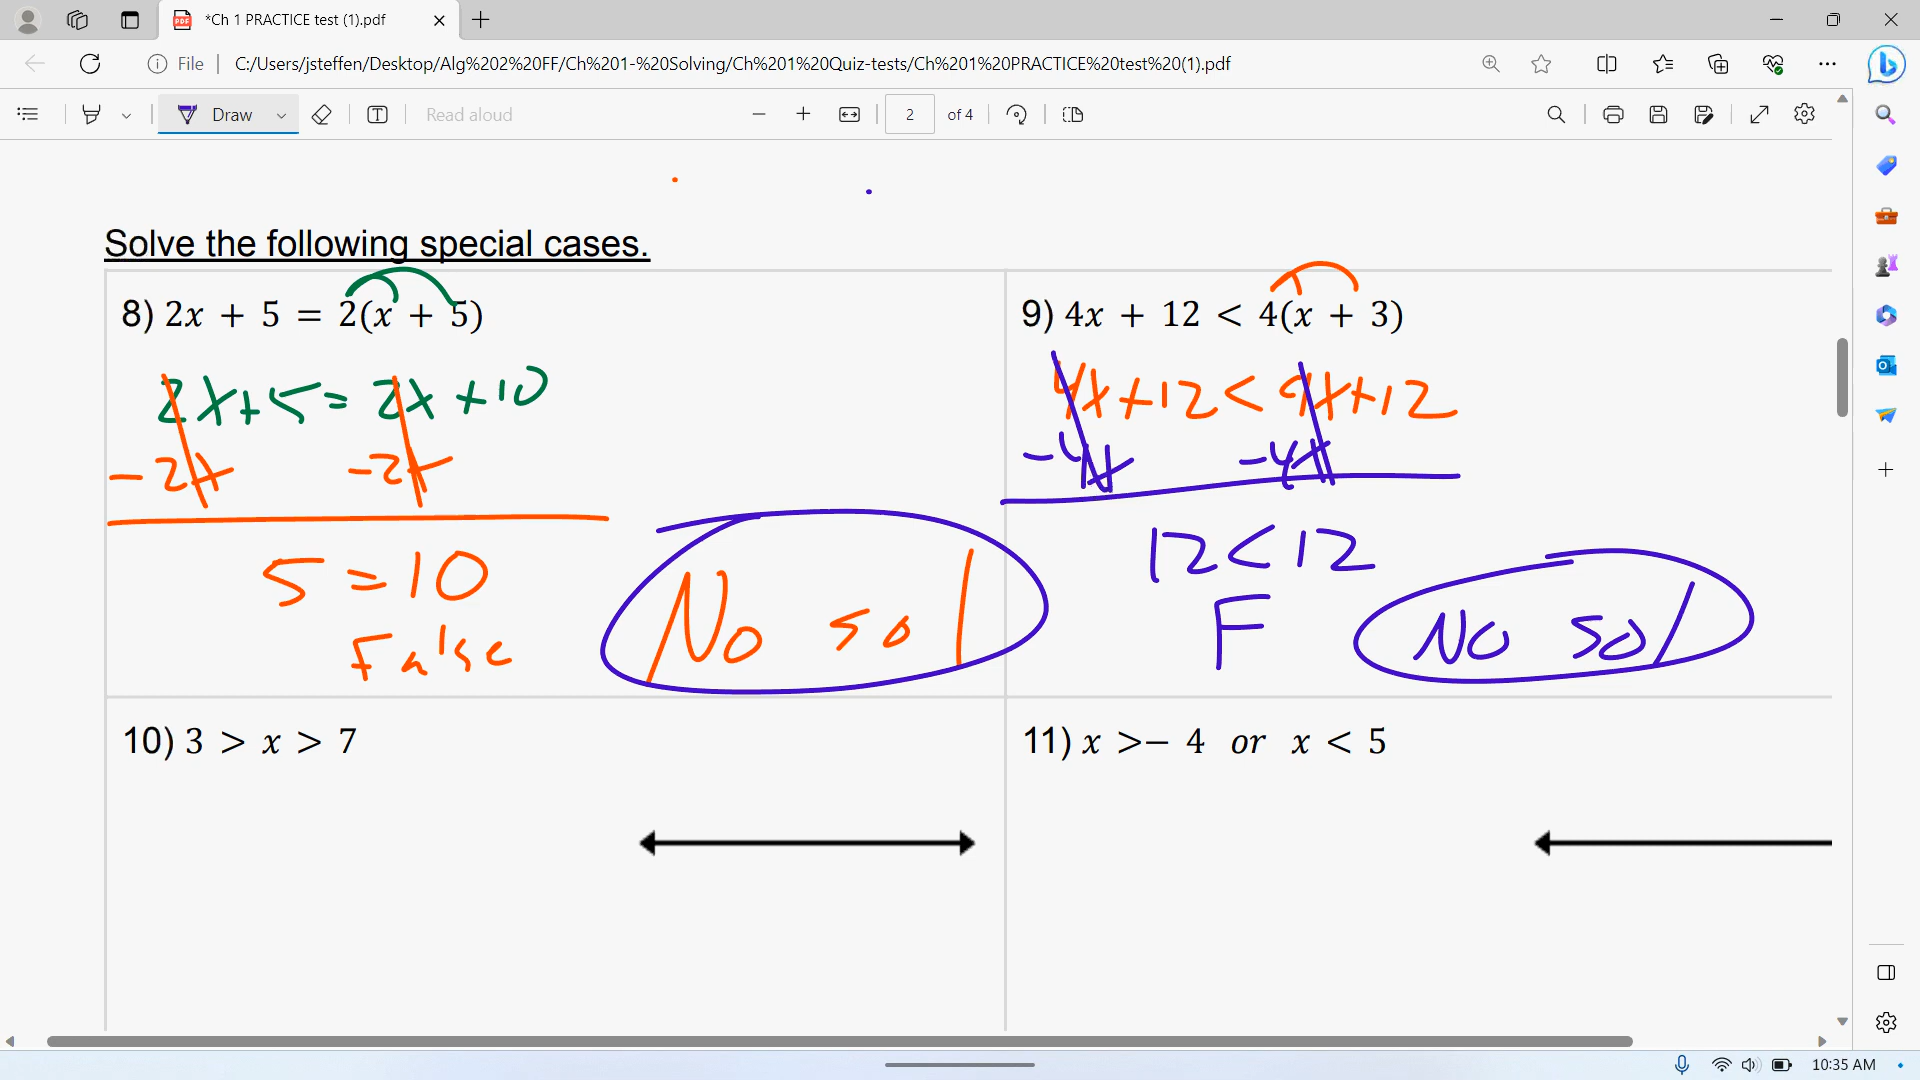 *Ch 1 PRACTICE test (1).pdf
File
C:/Users/jsteffen/Desktop/Alg%202%20FF/Ch%201-%20Solving/Ch%201%20Quiz-tests/Ch%201%20PRACTICE%20test%20(1).pdf
Draw
Read aloud
2 of 4
Solve the following special cases.
8) 2x + 5 = 2(x + 5)
2x+5 = 2x +10
-2x -2x
5 = 10
False
No sol
9) 4x + 12 < 4(x + 3)
4x+12 < 4x+12
-4x -4x
12 < 12
F
No sol
10) 3 > x > 7
11) x >− 4 or x < 5
10:35 AM